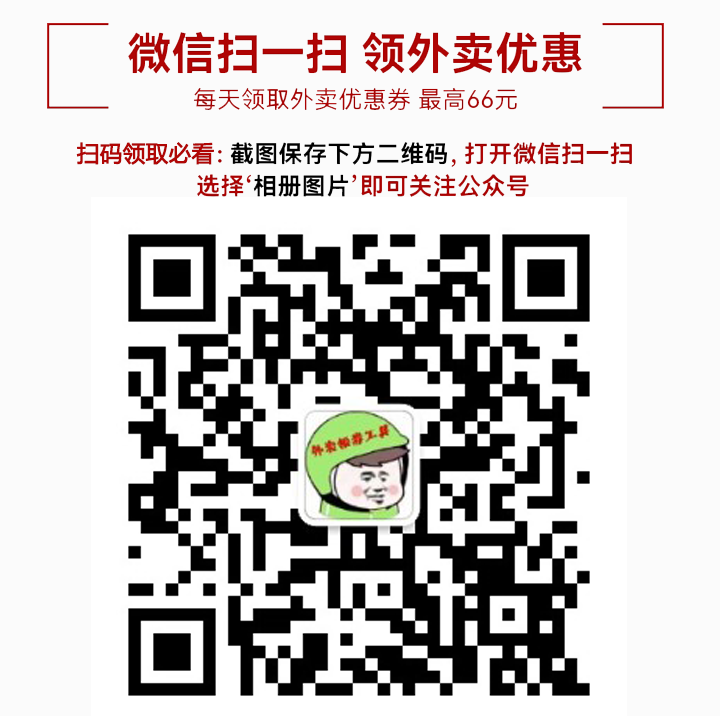 微信扫一扫 领外卖优惠
每天领取外卖优惠券 最高66元
扫码领取必看: 截图保存下方二维码, 打开微信扫一扫
选择‘相册图片’即可关注公众号